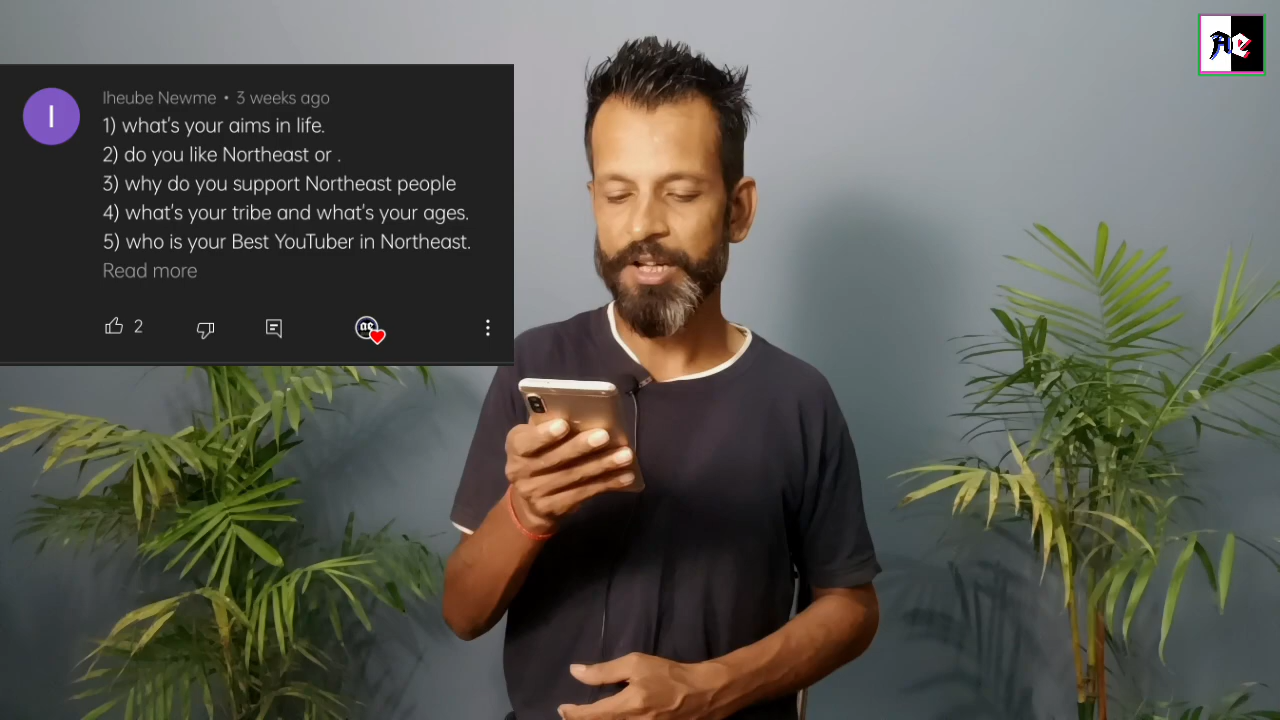 Ae
I
Iheube Newme • 3 weeks ago
1) what's your aims in life.
2) do you like Northeast or .
3) why do you support Northeast people
4) what's your tribe and what's your ages.
5) who is your Best YouTuber in Northeast.
Read more
2
ae